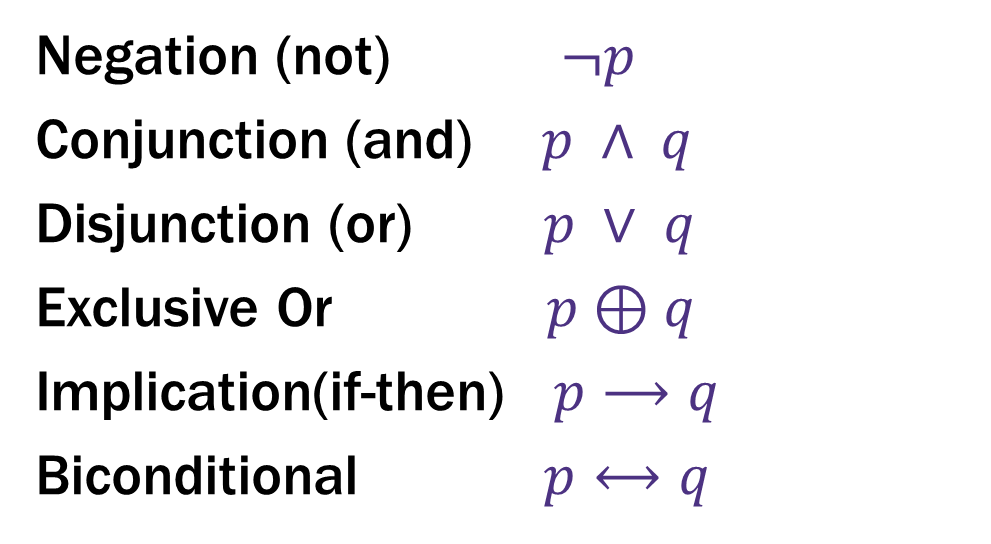 Negation (not) ¬p
Conjunction (and) p ∧ q
Disjunction (or) p ∨ q
Exclusive Or p ⊕ q
Implication(if-then) p ⟶ q
Biconditional p ⟷ q